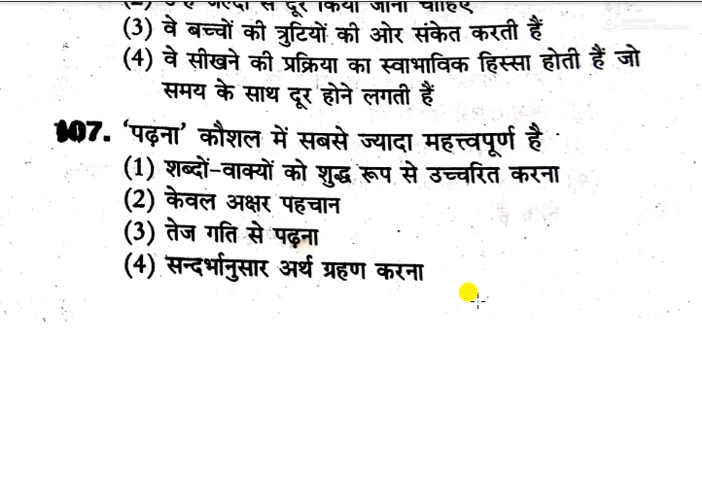 से दूर किया जाना चाहिए
(3) वे बच्चों की त्रुटियों की ओर संकेत करती हैं
(4) वे सीखने की प्रक्रिया का स्वाभाविक हिस्सा होती हैं जो
समय के साथ दूर होने लगती हैं
107. ‘पढ़ना’ कौशल में सबसे ज्यादा महत्त्वपूर्ण है
(1) शब्दों-वाक्यों को शुद्ध रूप से उच्चरित करना
(2) केवल अक्षर पहचान
(3) तेज गति से पढ़ना
(4) सन्दर्भानुसार अर्थ ग्रहण करना